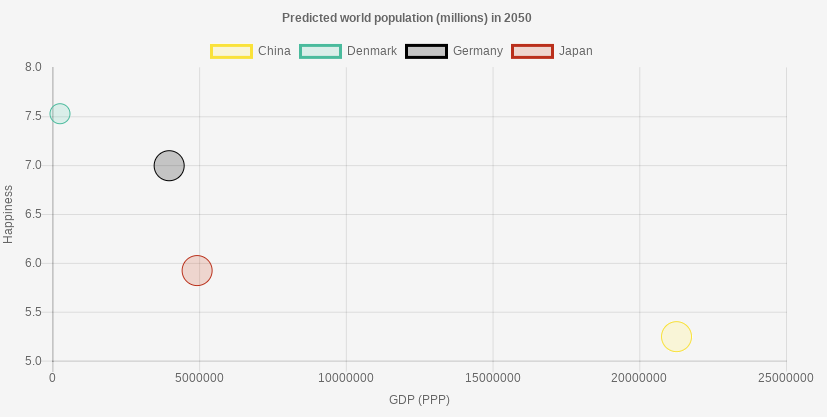 Predicted world population (millions) in 2050
China Denmark Germany Japan
8.0
7.5
7.0
6.5
6.0
5.5
5.0
Happiness
0 5000000 10000000 15000000 20000000 25000000
GDP (PPP)